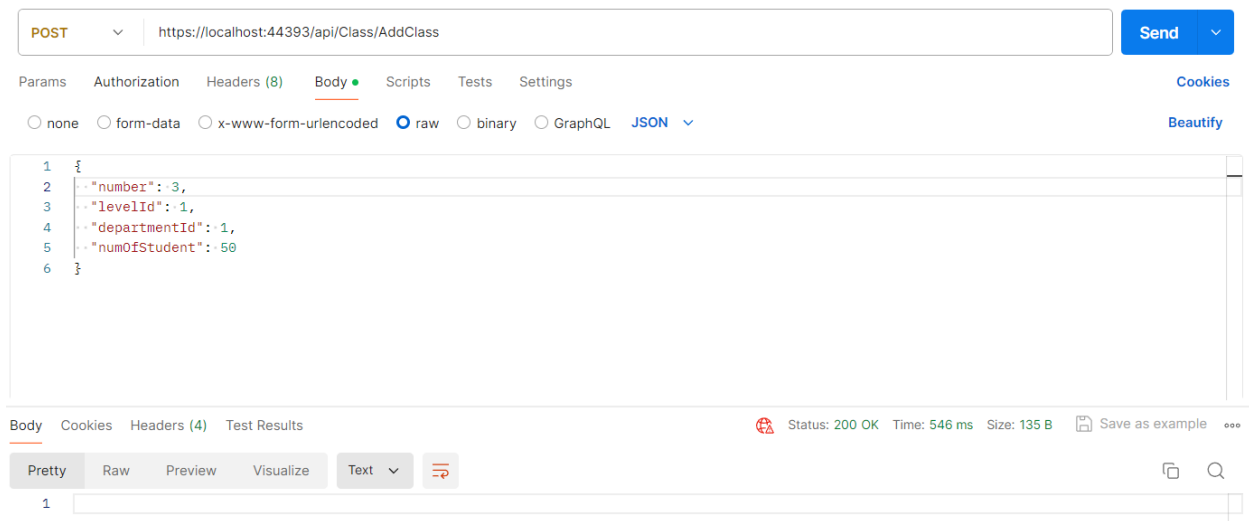 POST https://localhost:44393/api/Class/AddClass Send
Params Authorization Headers (8) Body Scripts Tests Settings Cookies
none form-data x-www-form-urlencoded raw binary GraphQL JSON Beautify
1 {
2 "number": 3,
3 "levelId": 1,
4 "departmentId": 1,
5 "numOfStudent": 50
6 }
Body Cookies Headers (4) Test Results Status: 200 OK Time: 546 ms Size: 135 B Save as example
Pretty Raw Preview Visualize Text
1